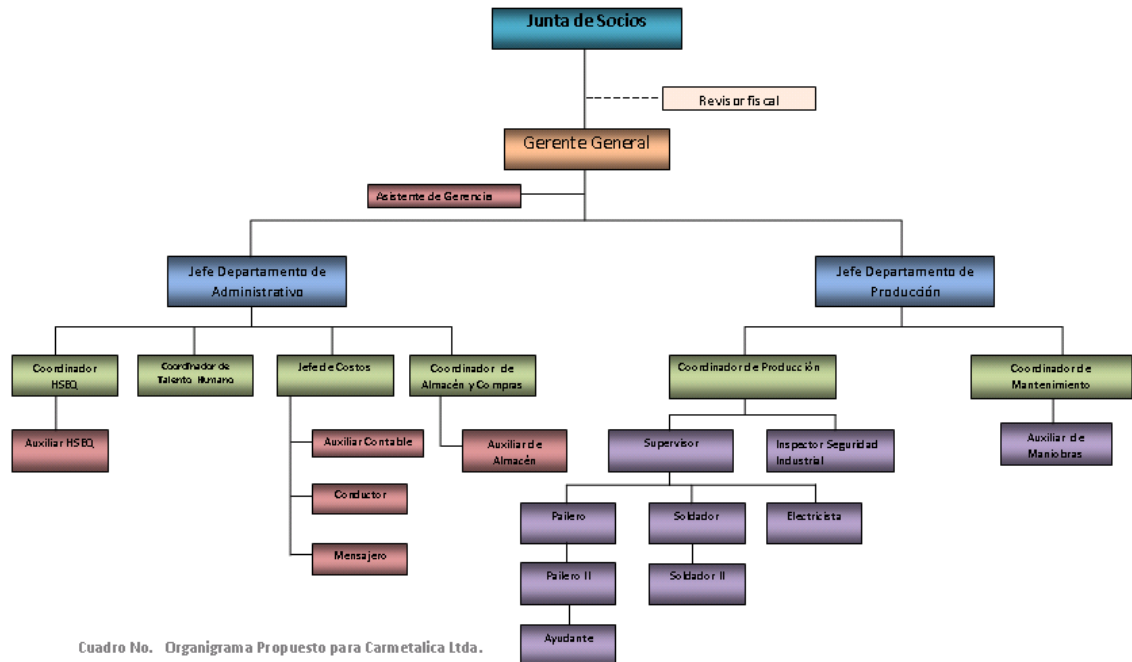 Junta de Socios
Revisor fiscal
Gerente General
Asistente de Gerencia
Jefe Departamento de
Administrativo
Jefe Departamento de
Producción
Coordinador
HSEQ
Coordinador de
Talento Humano
Jefe de Costos
Coordinador de
Almacén y Compras
Coordinador de Producción
Coordinador de
Mantenimiento
Auxiliar HSEQ
Auxiliar Contable
Auxiliar de
Almacén
Supervisor
Inspector Seguridad
Industrial
Auxiliar de
Maniobras
Conductor
Pailero
Soldador
Electricista
Mensajero
Pailero II
Soldador II
Ayudante
Cuadro No. Organigrama Propuesto para Carmetalica Ltda.